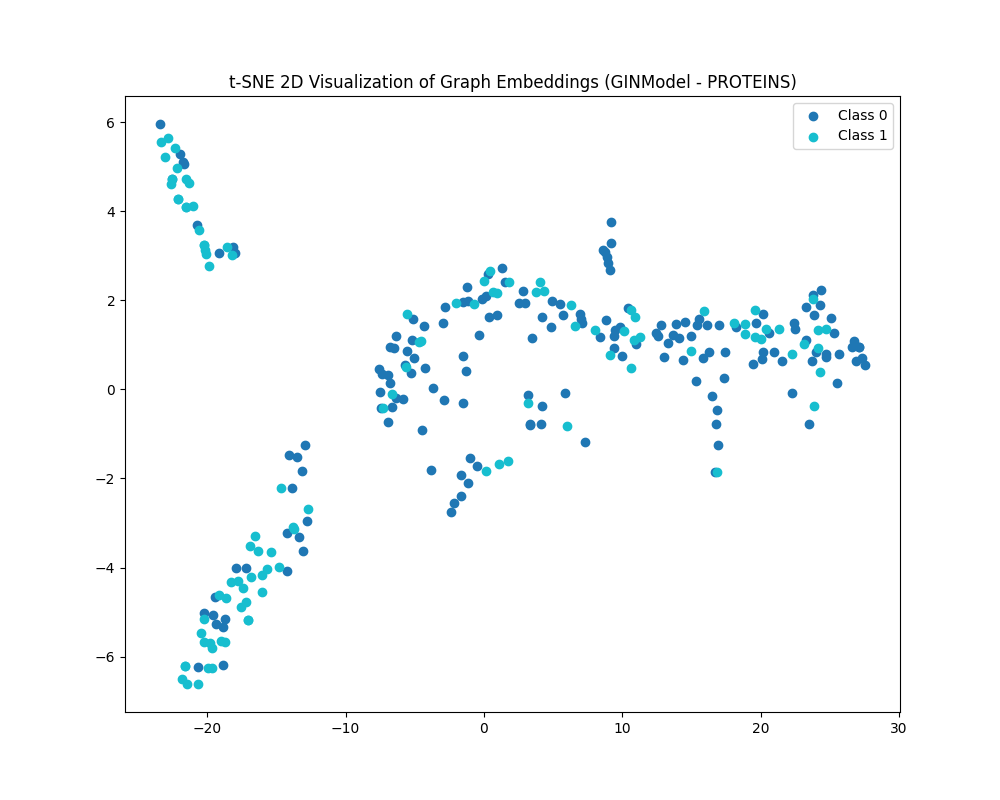 t-SNE 2D Visualization of Graph Embeddings (GINModel - PROTEINS)
Class 0
Class 1
6
4
2
0
−2
−4
−6
−20 −10 0 10 20 30